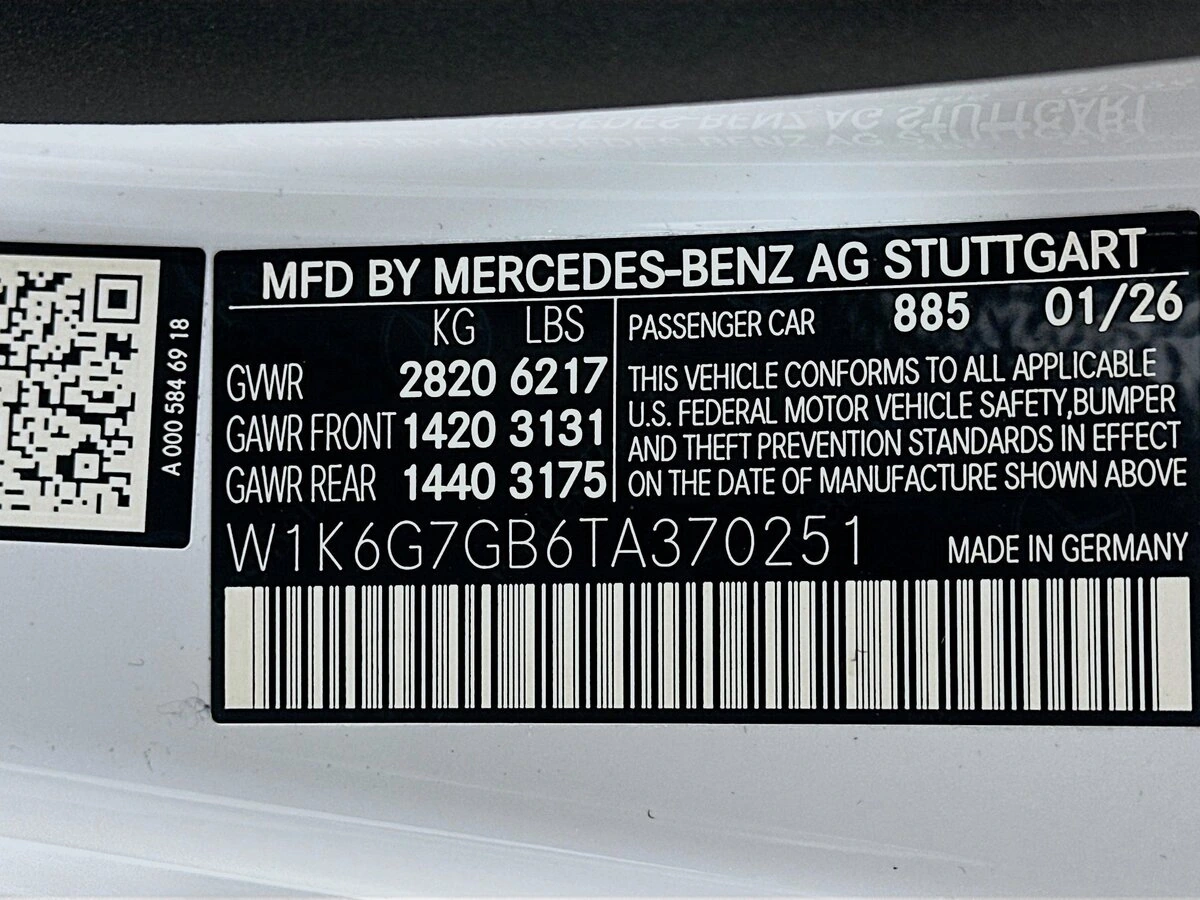 A 000 584 69 18
MFD BY MERCEDES-BENZ AG STUTTGART
KG LBS
GVWR 2820 6217
GAWR FRONT 1420 3131
GAWR REAR 1440 3175
PASSENGER CAR 885 01/26
THIS VEHICLE CONFORMS TO ALL APPLICABLE
U.S. FEDERAL MOTOR VEHICLE SAFETY,BUMPER
AND THEFT PREVENTION STANDARDS IN EFFECT
ON THE DATE OF MANUFACTURE SHOWN ABOVE
W1K6G7GB6TA370251
MADE IN GERMANY